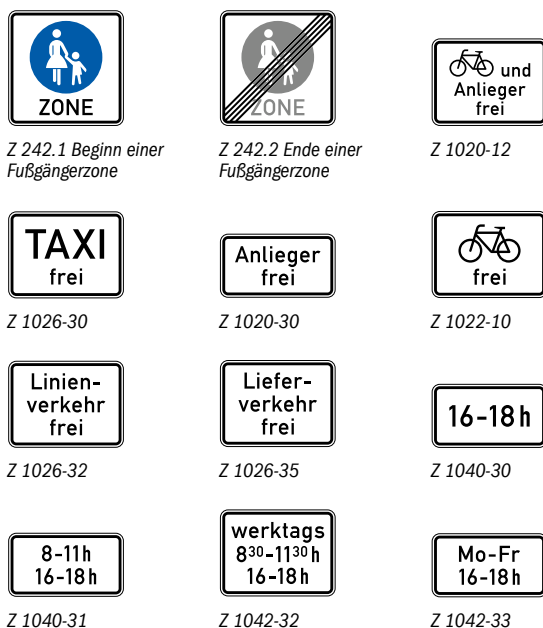 ZONE
ZONE
und
Anlieger
frei
Z 242.1 Beginn einer
Fußgängerzone
Z 242.2 Ende einer
Fußgängerzone
Z 1020-12
TAXI
frei
Anlieger
frei
frei
Z 1026-30
Z 1020-30
Z 1022-10
Linien-
verkehr
frei
Liefer-
verkehr
frei
16-18 h
Z 1026-32
Z 1026-35
Z 1040-30
8-11 h
16-18 h
werktags
8³⁰-11³⁰ h
16-18 h
Mo-Fr
16-18 h
Z 1040-31
Z 1042-32
Z 1042-33